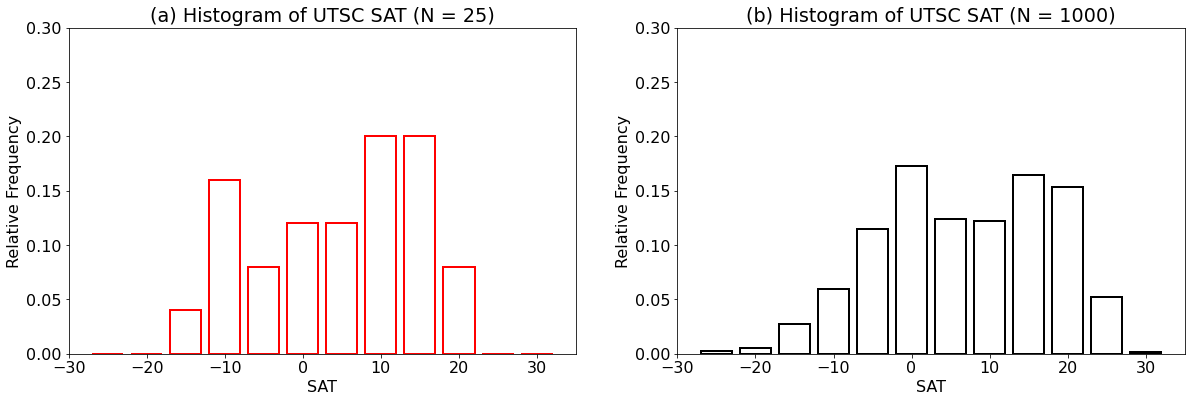 (a) Histogram of UTSC SAT (N = 25)
0.30
0.25
0.20
0.15
0.10
0.05
0.00
Relative Frequency
−30 −20 −10 0 10 20 30
SAT
(b) Histogram of UTSC SAT (N = 1000)
0.30
0.25
0.20
0.15
0.10
0.05
0.00
Relative Frequency
−30 −20 −10 0 10 20 30
SAT